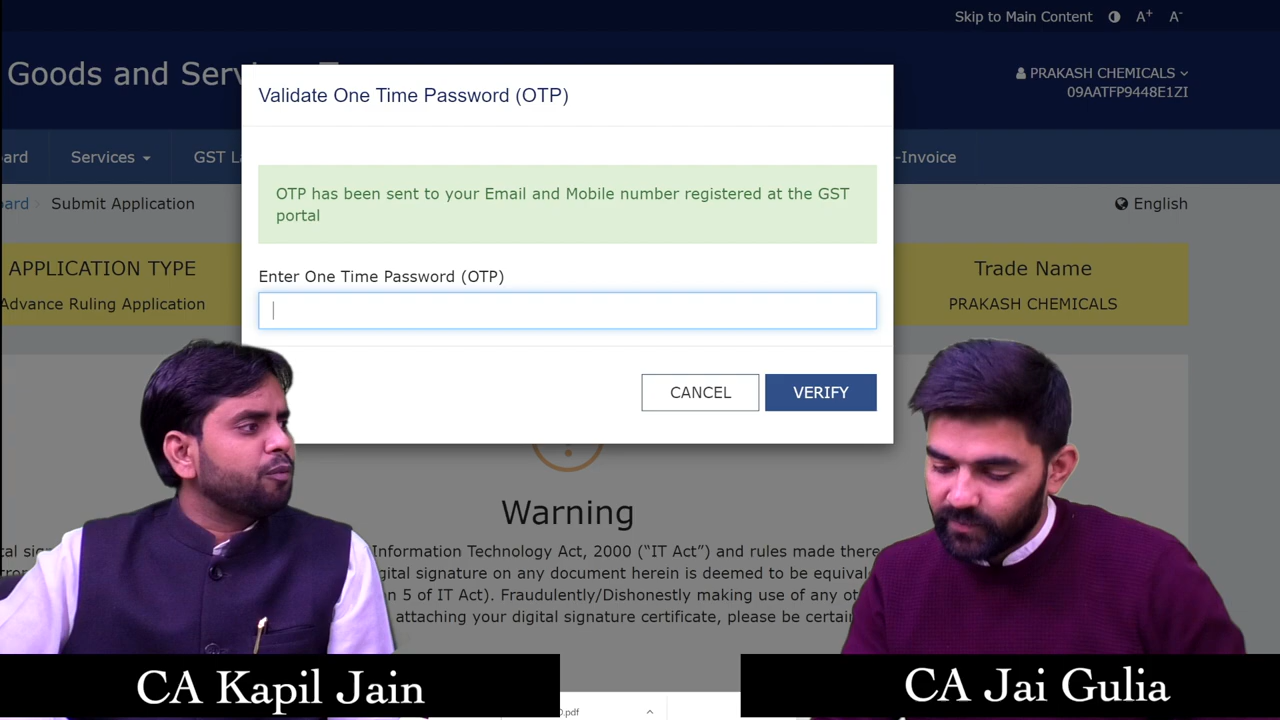 Skip to Main Content A+ A-
Goods and Serv
PRAKASH CHEMICALS
09AATFP9448E1ZI
Validate One Time Password (OTP)
ard Services GST La -Invoice
OTP has been sent to your Email and Mobile number registered at the GST
portal
ard Submit Application
English
Enter One Time Password (OTP)
APPLICATION TYPE
Advance Ruling Application
Trade Name
PRAKASH CHEMICALS
CANCEL VERIFY
Warning
Information Technology Act, 2000 (“IT Act”) and rules made there
gital signature on any document herein is deemed to be equival
n 5 of IT Act). Fraudulently/Dishonestly making use of any ot
attaching your digital signature certificate, please be certain
CA Kapil Jain
CA Jai Gulia
.pdf